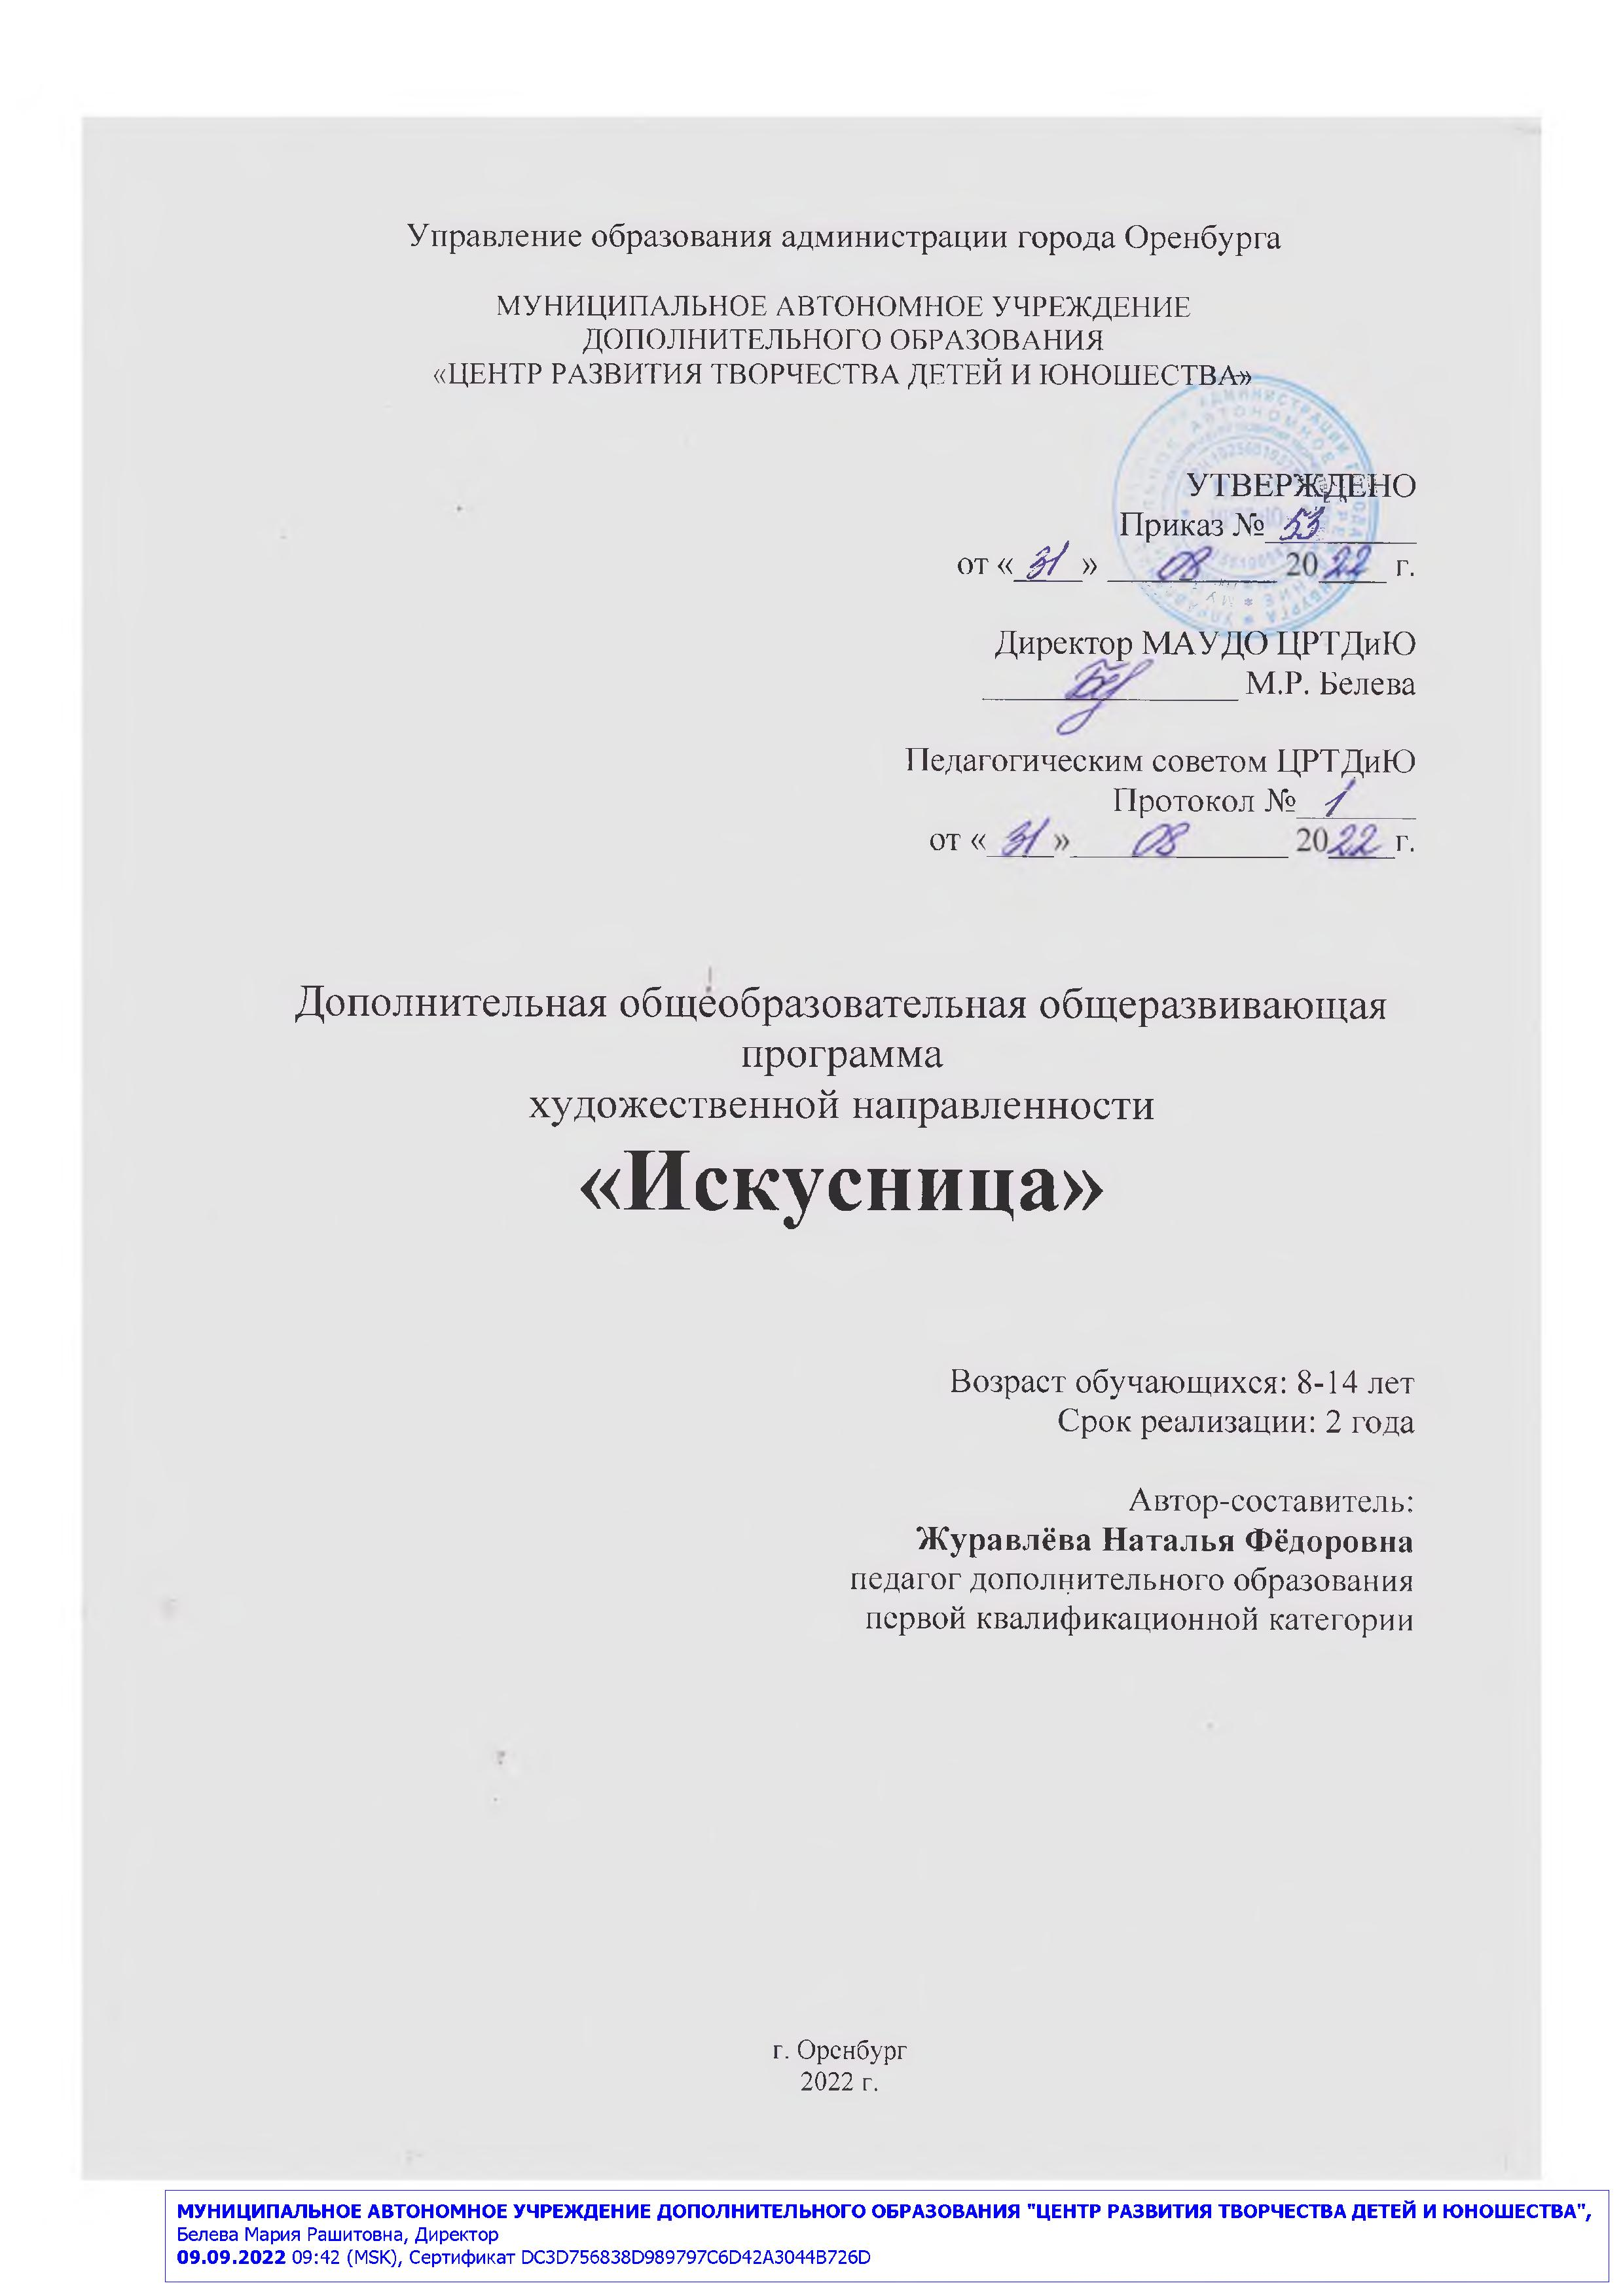 Управление образования администрации города Оренбурга
МУНИЦИПАЛЬНОЕ АВТОНОМНОЕ УЧРЕЖДЕНИЕ
ДОПОЛНИТЕЛЬНОГО ОБРАЗОВАНИЯ
«ЦЕНТР РАЗВИТИЯ ТВОРЧЕСТВА ДЕТЕЙ И ЮНОШЕСТВА»
УТВЕРЖДЕНО
Приказ № 53
от «31» 08 2022 г.
Директор МАУДО ЦРТДиЮ
М.Р. Белева
Педагогическим советом ЦРТДиЮ
Протокол № 1
от «31» 08 2022 г.
Дополнительная общеобразовательная общеразвивающая
программа
художественной направленности
«Искусница»
Возраст обучающихся: 8-14 лет
Срок реализации: 2 года
Автор-составитель:
Журавлёва Наталья Фёдоровна
педагог дополнительного образования
первой квалификационной категории
г. Оренбург
2022 г.
МУНИЦИПАЛЬНОЕ АВТОНОМНОЕ УЧРЕЖДЕНИЕ ДОПОЛНИТЕЛЬНОГО ОБРАЗОВАНИЯ "ЦЕНТР РАЗВИТИЯ ТВОРЧЕСТВА ДЕТЕЙ И ЮНОШЕСТВА",
Белева Мария Рашитовна, Директор
09.09.2022 09:42 (MSK), Сертификат DC3D756838D989797C6D42A3044B726D